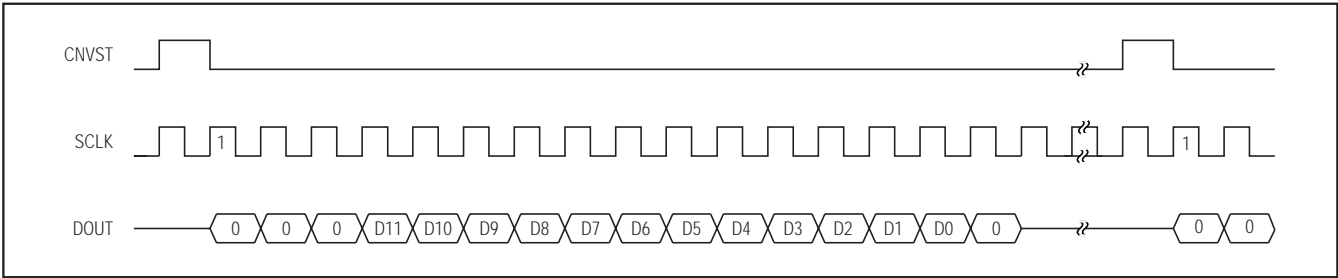 CNVST
SCLK 1 1
DOUT 0 0 0 D11 D10 D9 D8 D7 D6 D5 D4 D3 D2 D1 D0 0 0 0